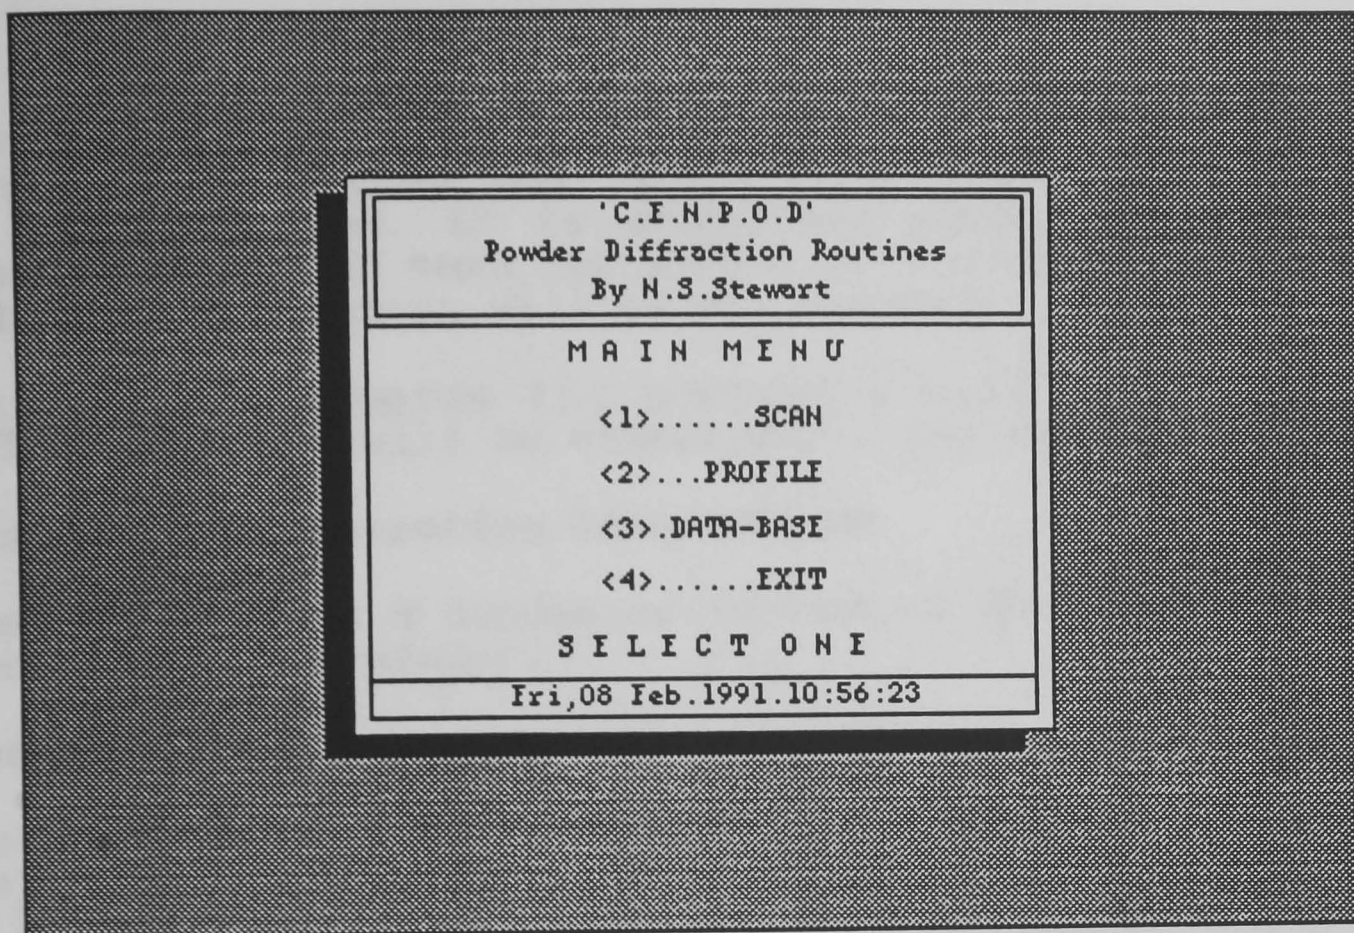 'C.E.N.P.O.D'
Powder Diffraction Routines
By N.S.Stewart
M A I N  M E N U
<1>......SCAN
<2>...PROFILE
<3>.DATA-BASE
<4>......EXIT
S E L E C T  O N E
Fri,08 Feb.1991.10:56:23